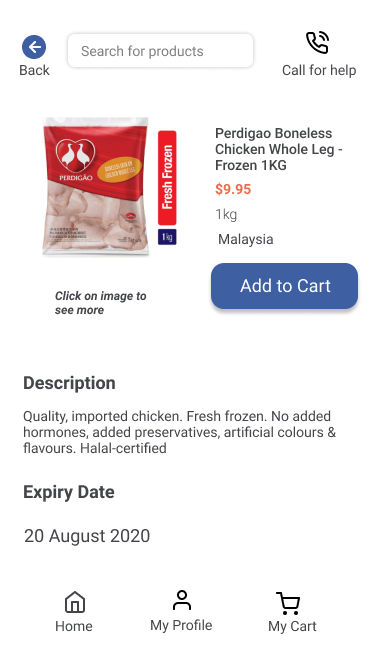 Back
Search for products
Call for help
PERDIGÃO
Fresh Frozen
1kg
Perdigao Boneless
Chicken Whole Leg -
Frozen 1KG
$9.95
1kg
Malaysia
Add to Cart
Click on image to
see more
Description
Quality, imported chicken. Fresh frozen. No added
hormones, added preservatives, artificial colours &
flavours. Halal-certified
Expiry Date
20 August 2020
Home
My Profile
My Cart